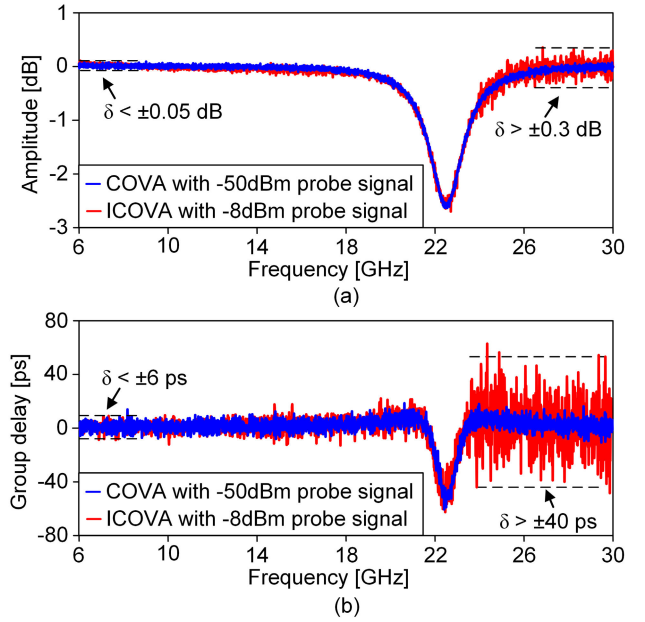 1
0
-1
-2
-3
Amplitude [dB]
δ < ±0.05 dB
δ > ±0.3 dB
COVA with -50dBm probe signal
ICOVA with -8dBm probe signal
6 10 14 18 22 26 30
Frequency [GHz]
(a)
80
40
0
-40
-80
Group delay [ps]
δ < ±6 ps
δ > ±40 ps
COVA with -50dBm probe signal
ICOVA with -8dBm probe signal
6 10 14 18 22 26 30
Frequency [GHz]
(b)